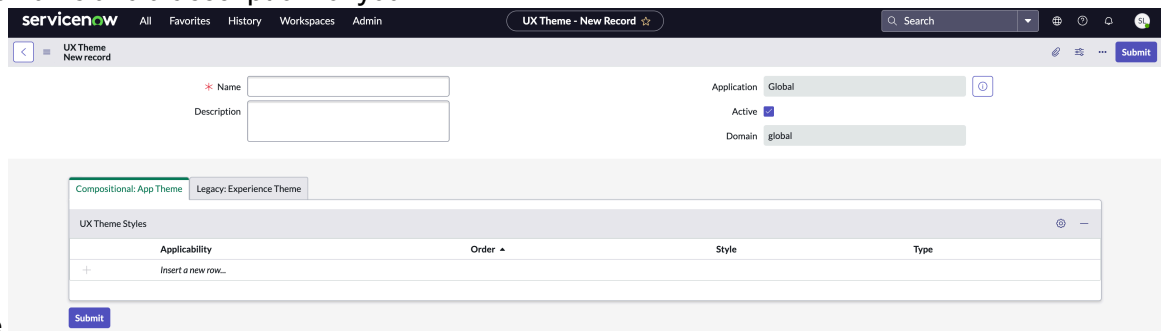 servicenow All Favorites History Workspaces Admin UX Theme - New Record Search SL
UX Theme
New record
Submit
* Name
Application Global
Description
Active
Domain global
Compositional: App Theme Legacy: Experience Theme
UX Theme Styles
Applicability Order Style Type
Insert a new row...
Submit